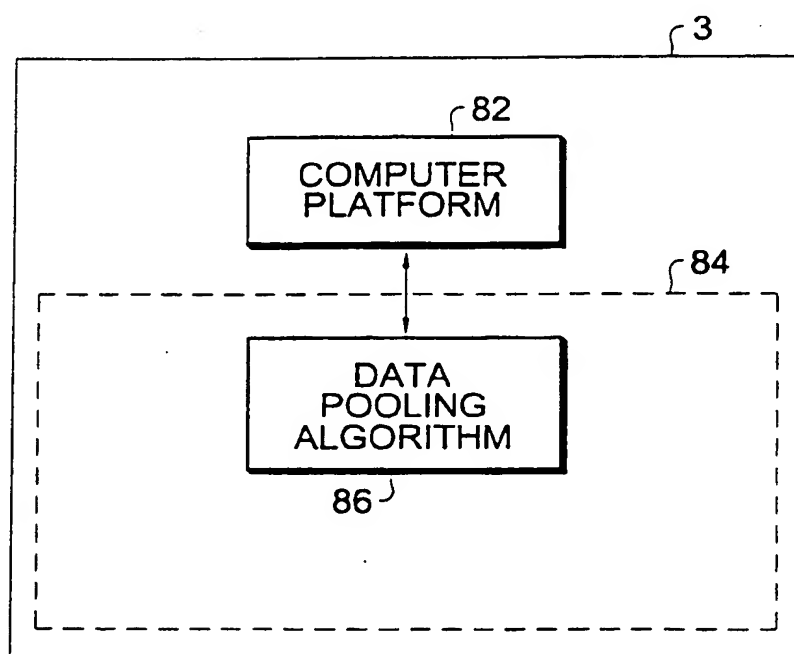 3
82
COMPUTER
PLATFORM
84
DATA
POOLING
ALGORITHM
86